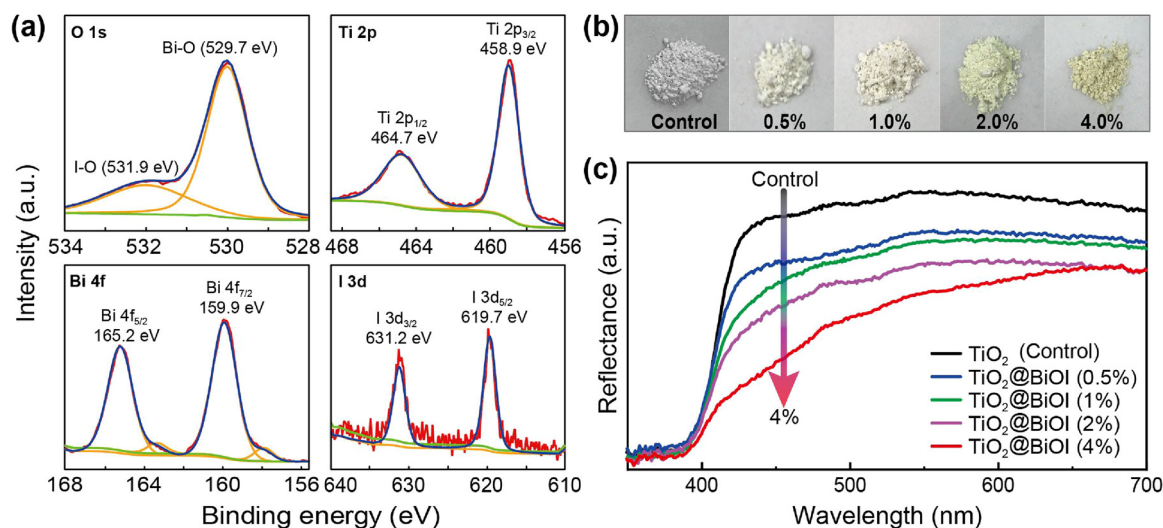 (a)
O 1s
Bi-O (529.7 eV)
I-O (531.9 eV)
534 532 530 528
Ti 2p
Ti 2p3/2
458.9 eV
Ti 2p1/2
464.7 eV
468 464 460 456
Bi 4f
Bi 4f7/2
159.9 eV
Bi 4f5/2
165.2 eV
168 164 160 156
I 3d
I 3d5/2
619.7 eV
I 3d3/2
631.2 eV
640 630 620 610
Intensity (a.u.)
Binding energy (eV)
(b)
Control 0.5% 1.0% 2.0% 4.0%
(c)
Control
4%
TiO2 (Control)
TiO2@BiOI (0.5%)
TiO2@BiOI (1%)
TiO2@BiOI (2%)
TiO2@BiOI (4%)
Reflectance (a.u.)
400 500 600 700
Wavelength (nm)